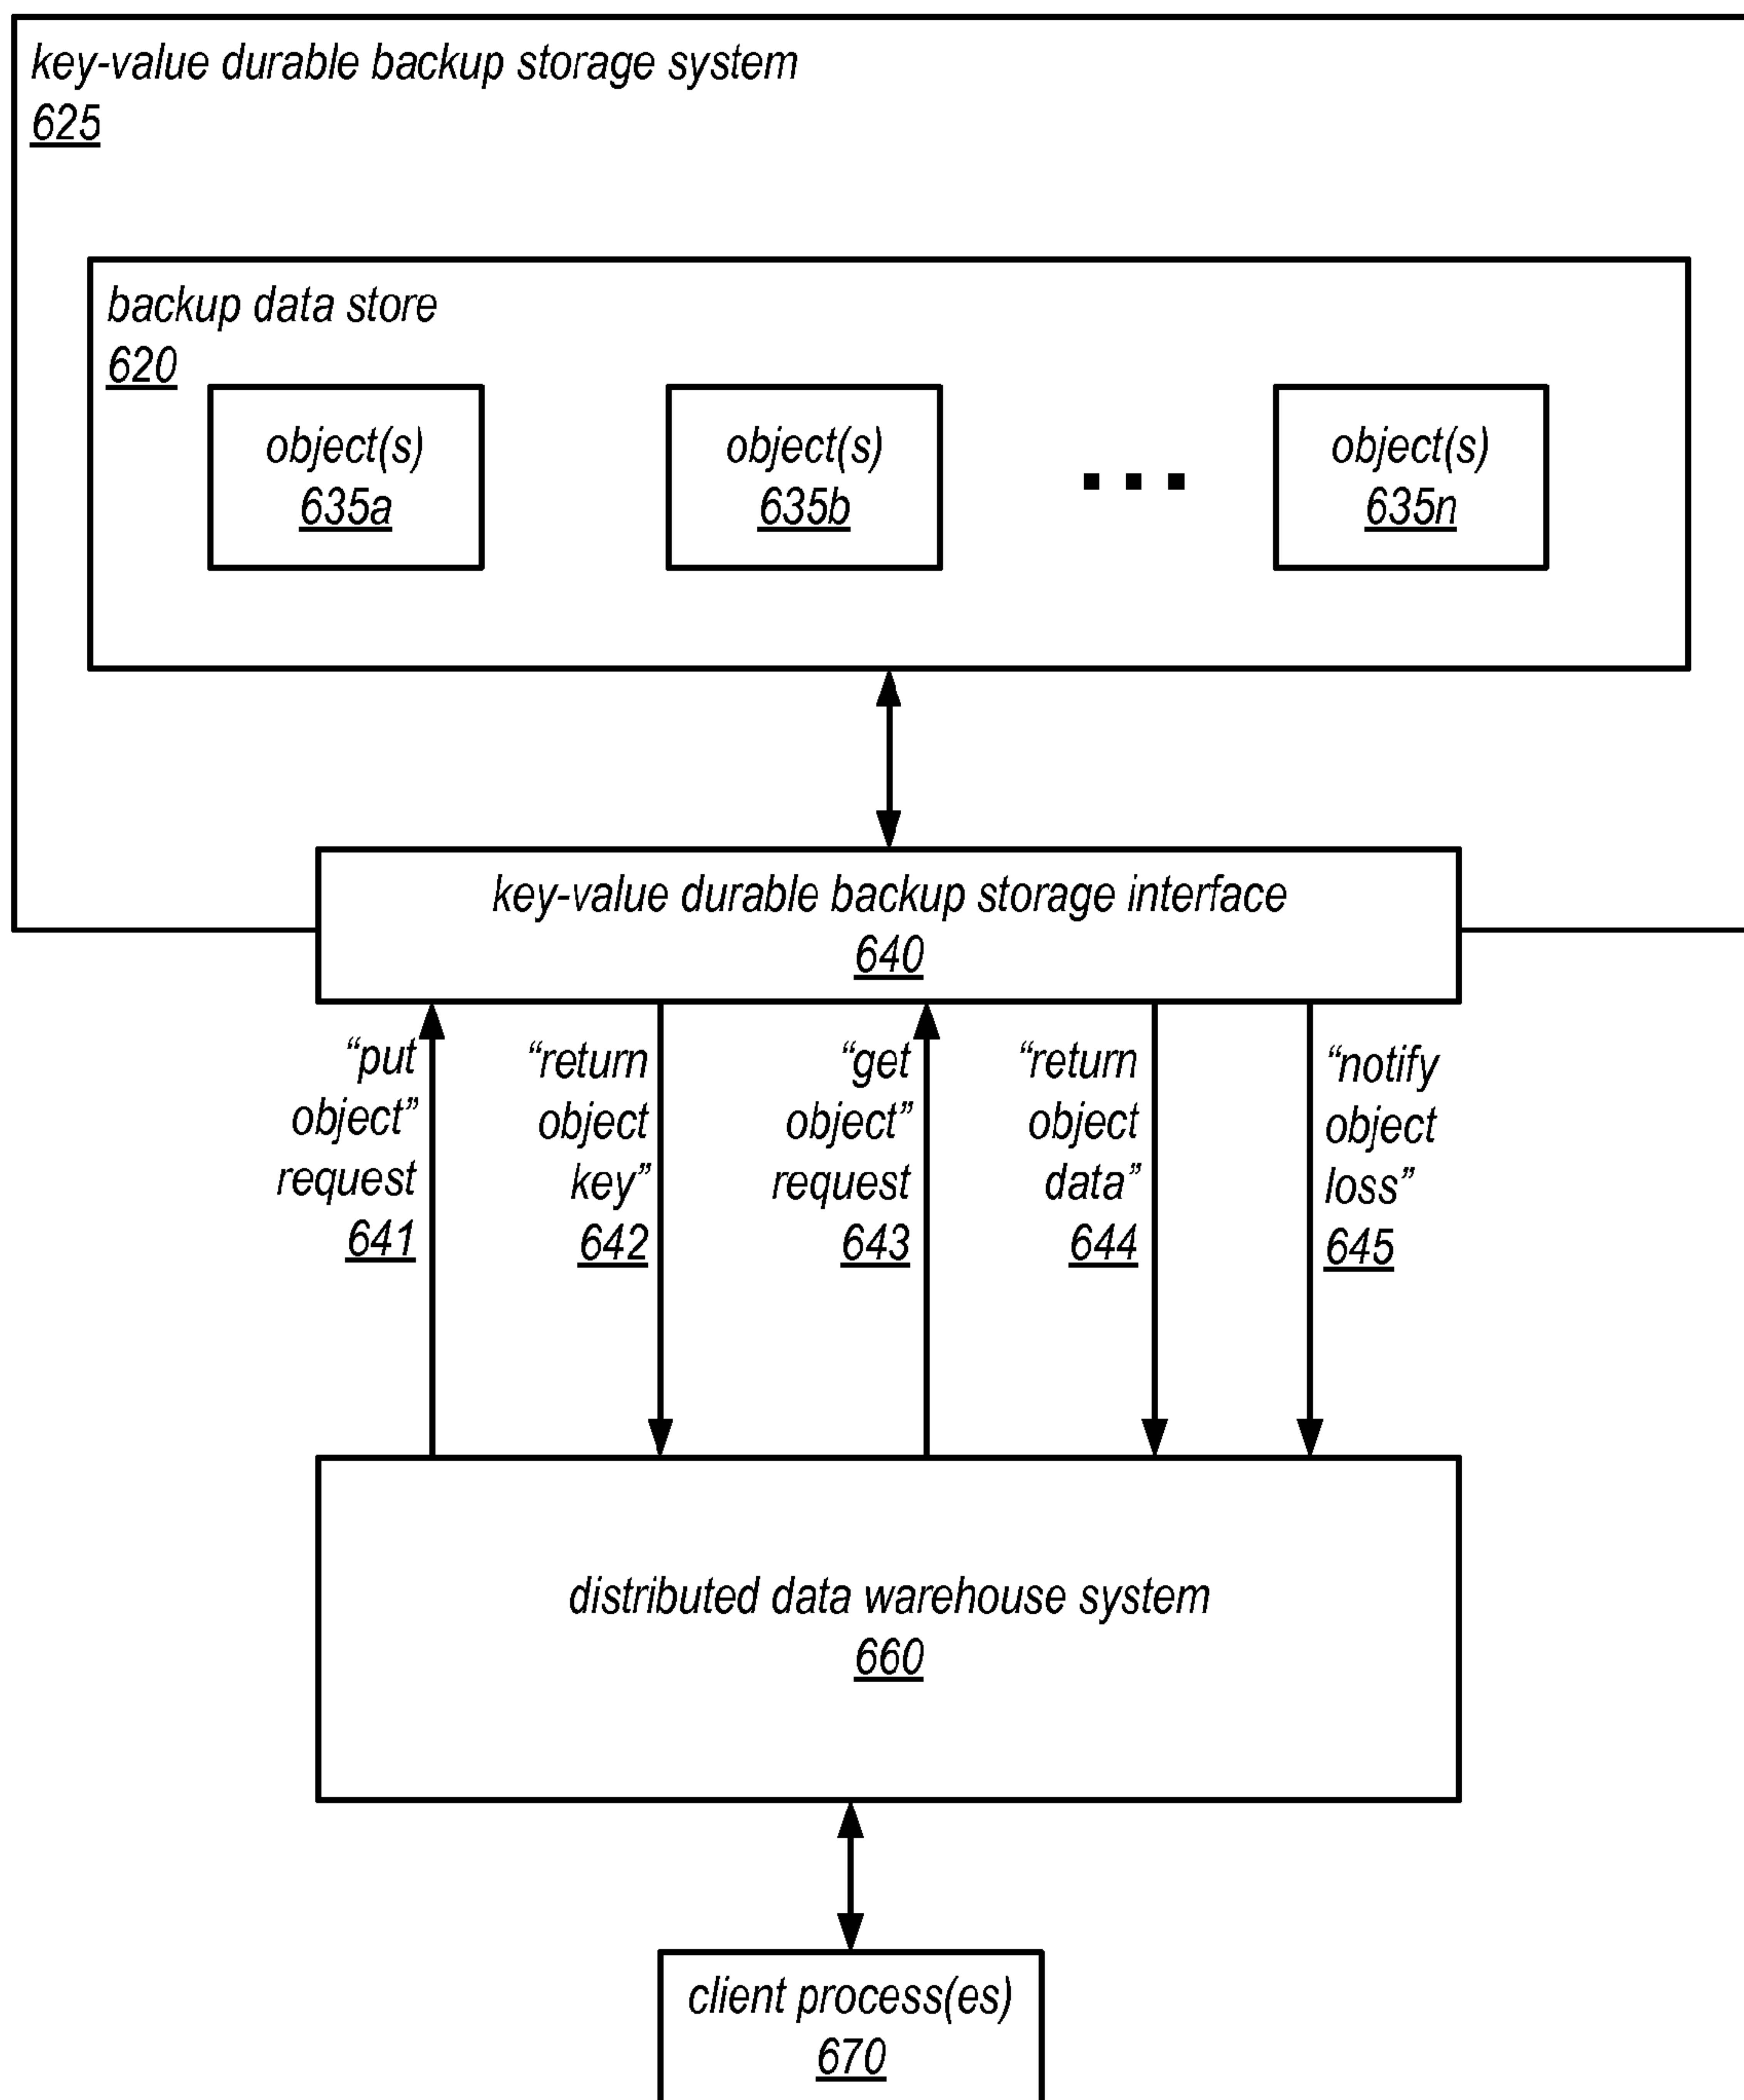 key-value durable backup storage system
625
backup data store
620
object(s)
635a
object(s)
635b
object(s)
635n
key-value durable backup storage interface
640
“put
object”
request
641
“return
object
key”
642
“get
object”
request
643
“return
object
data”
644
“notify
object
loss”
645
distributed data warehouse system
660
client process(es)
670